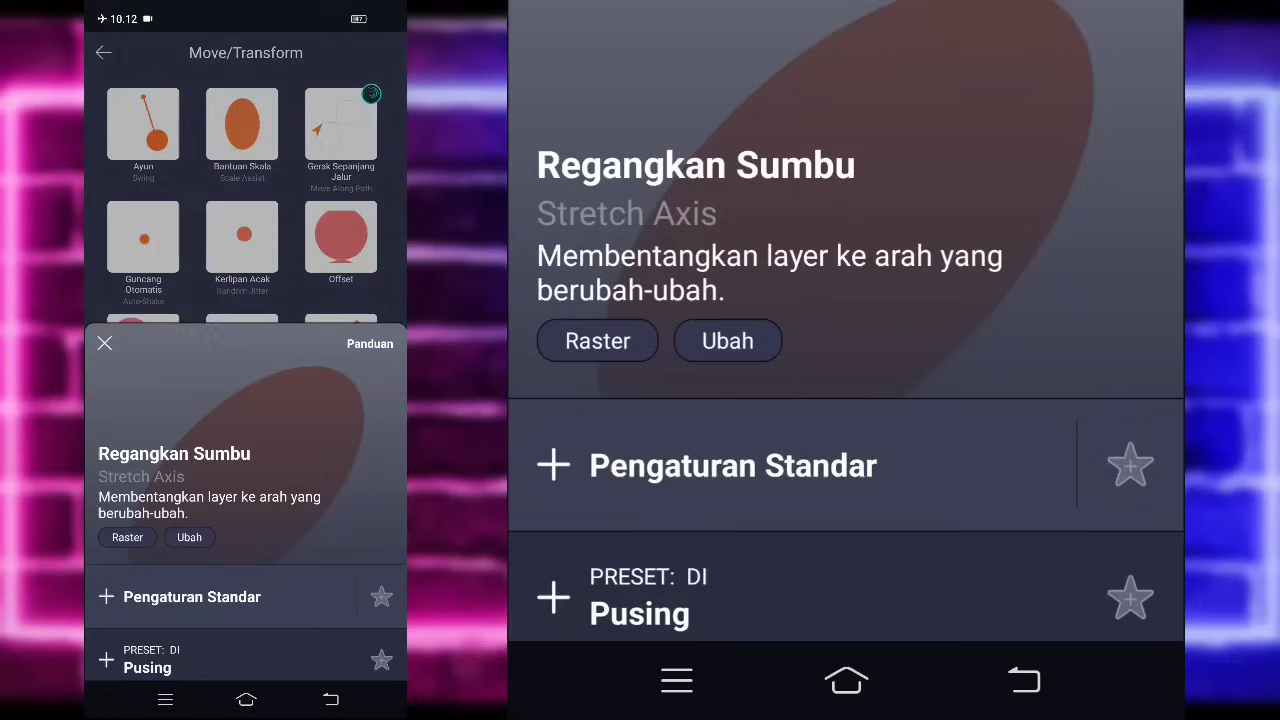 10.12
Move/Transform
Ayun
Swing
Bantuan Skala
Scale Assist
Gerak Sepanjang
Jalur
Move Along Path
Guncang
Otomatis
Auto-Shake
Kerlipan Acak
Random Jitter
Offset
Panduan
Regangkan Sumbu
Stretch Axis
Membentangkan layer ke arah yang
berubah-ubah.
Raster
Ubah
Pengaturan Standar
PRESET: DI
Pusing
Regangkan Sumbu
Stretch Axis
Membentangkan layer ke arah yang
berubah-ubah.
Raster
Ubah
Pengaturan Standar
PRESET: DI
Pusing